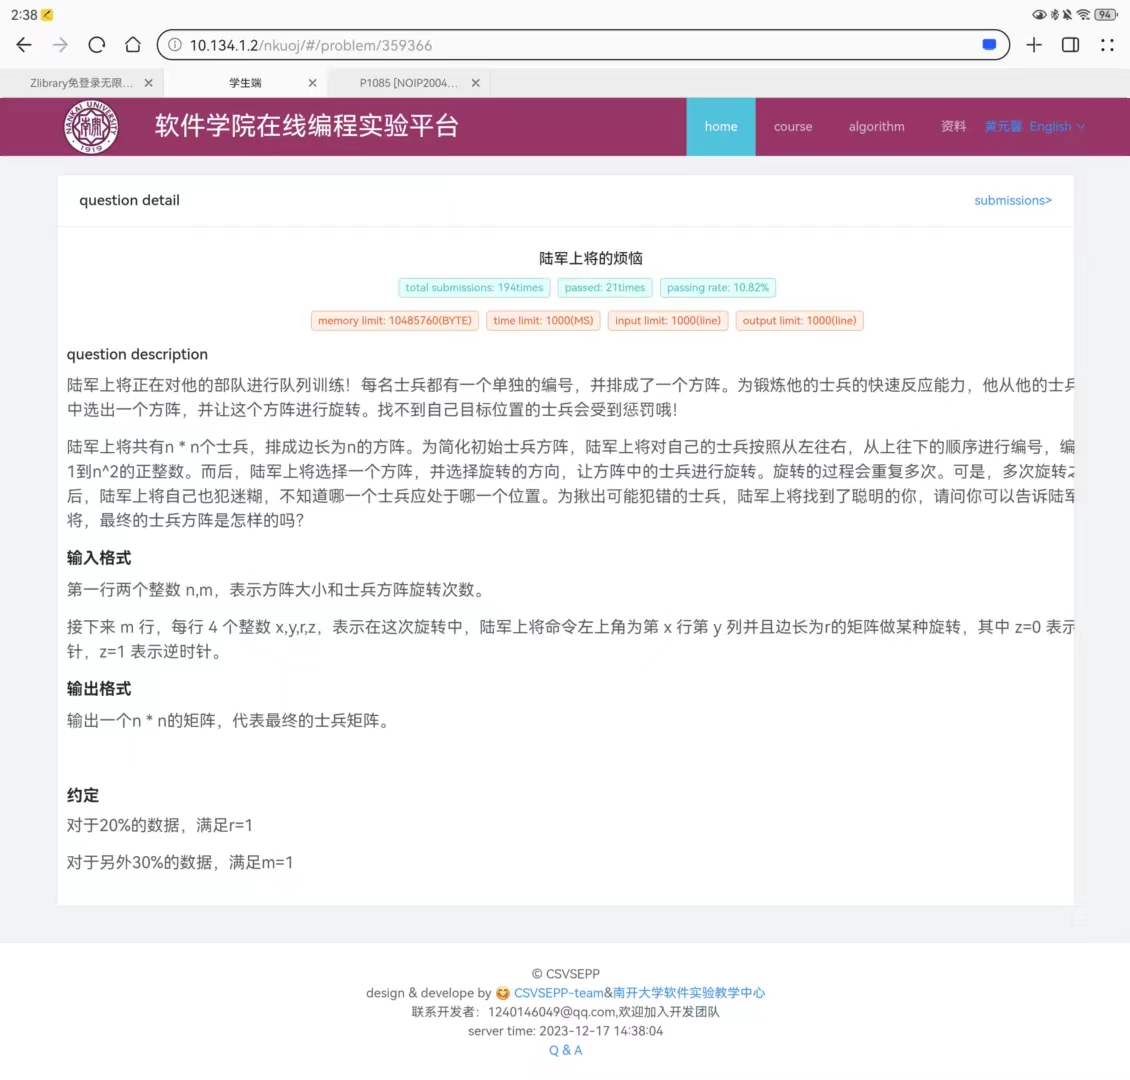 2:38
94
10.134.1.2/nkuoj/#/problem/359366
Zlibrary免登录无限...
学生端
P1085 [NOIP2004...
NANKAI UNIVERSITY
1919
软件学院在线编程实验平台
home
course
algorithm
资料
黄元馨
English
question detail
submissions>
陆军上将的烦恼
total submissions: 194times
passed: 21times
passing rate: 10.82%
memory limit: 10485760(BYTE)
time limit: 1000(MS)
input limit: 1000(line)
output limit: 1000(line)
question description
陆军上将正在对他的部队进行队列训练！每名士兵都有一个单独的编号，并排成了一个方阵。为锻炼他的士兵的快速反应能力，他从他的士兵
中选出一个方阵，并让这个方阵进行旋转。找不到自己目标位置的士兵会受到惩罚哦！
陆军上将共有n * n个士兵，排成边长为n的方阵。为简化初始士兵方阵，陆军上将对自己的士兵按照从左往右，从上往下的顺序进行编号，编
1到n^2的正整数。而后，陆军上将选择一个方阵，并选择旋转的方向，让方阵中的士兵进行旋转。旋转的过程会重复多次。可是，多次旋转之
后，陆军上将自己也犯迷糊，不知道哪一个士兵应处于哪一个位置。为揪出可能犯错的士兵，陆军上将找到了聪明的你，请问你可以告诉陆军
将，最终的士兵方阵是怎样的吗？
输入格式
第一行两个整数 n,m，表示方阵大小和士兵方阵旋转次数。
接下来 m 行，每行 4 个整数 x,y,r,z，表示在这次旋转中，陆军上将命令左上角为第 x 行第 y 列并且边长为r的矩阵做某种旋转，其中 z=0 表示
针，z=1 表示逆时针。
输出格式
输出一个n * n的矩阵，代表最终的士兵矩阵。
约定
对于20%的数据，满足r=1
对于另外30%的数据，满足m=1
© CSVSEPP
design & develope by 😋 CSVSEPP-team&南开大学软件实验教学中心
联系开发者：1240146049@qq.com,欢迎加入开发团队
server time: 2023-12-17 14:38:04
Q & A